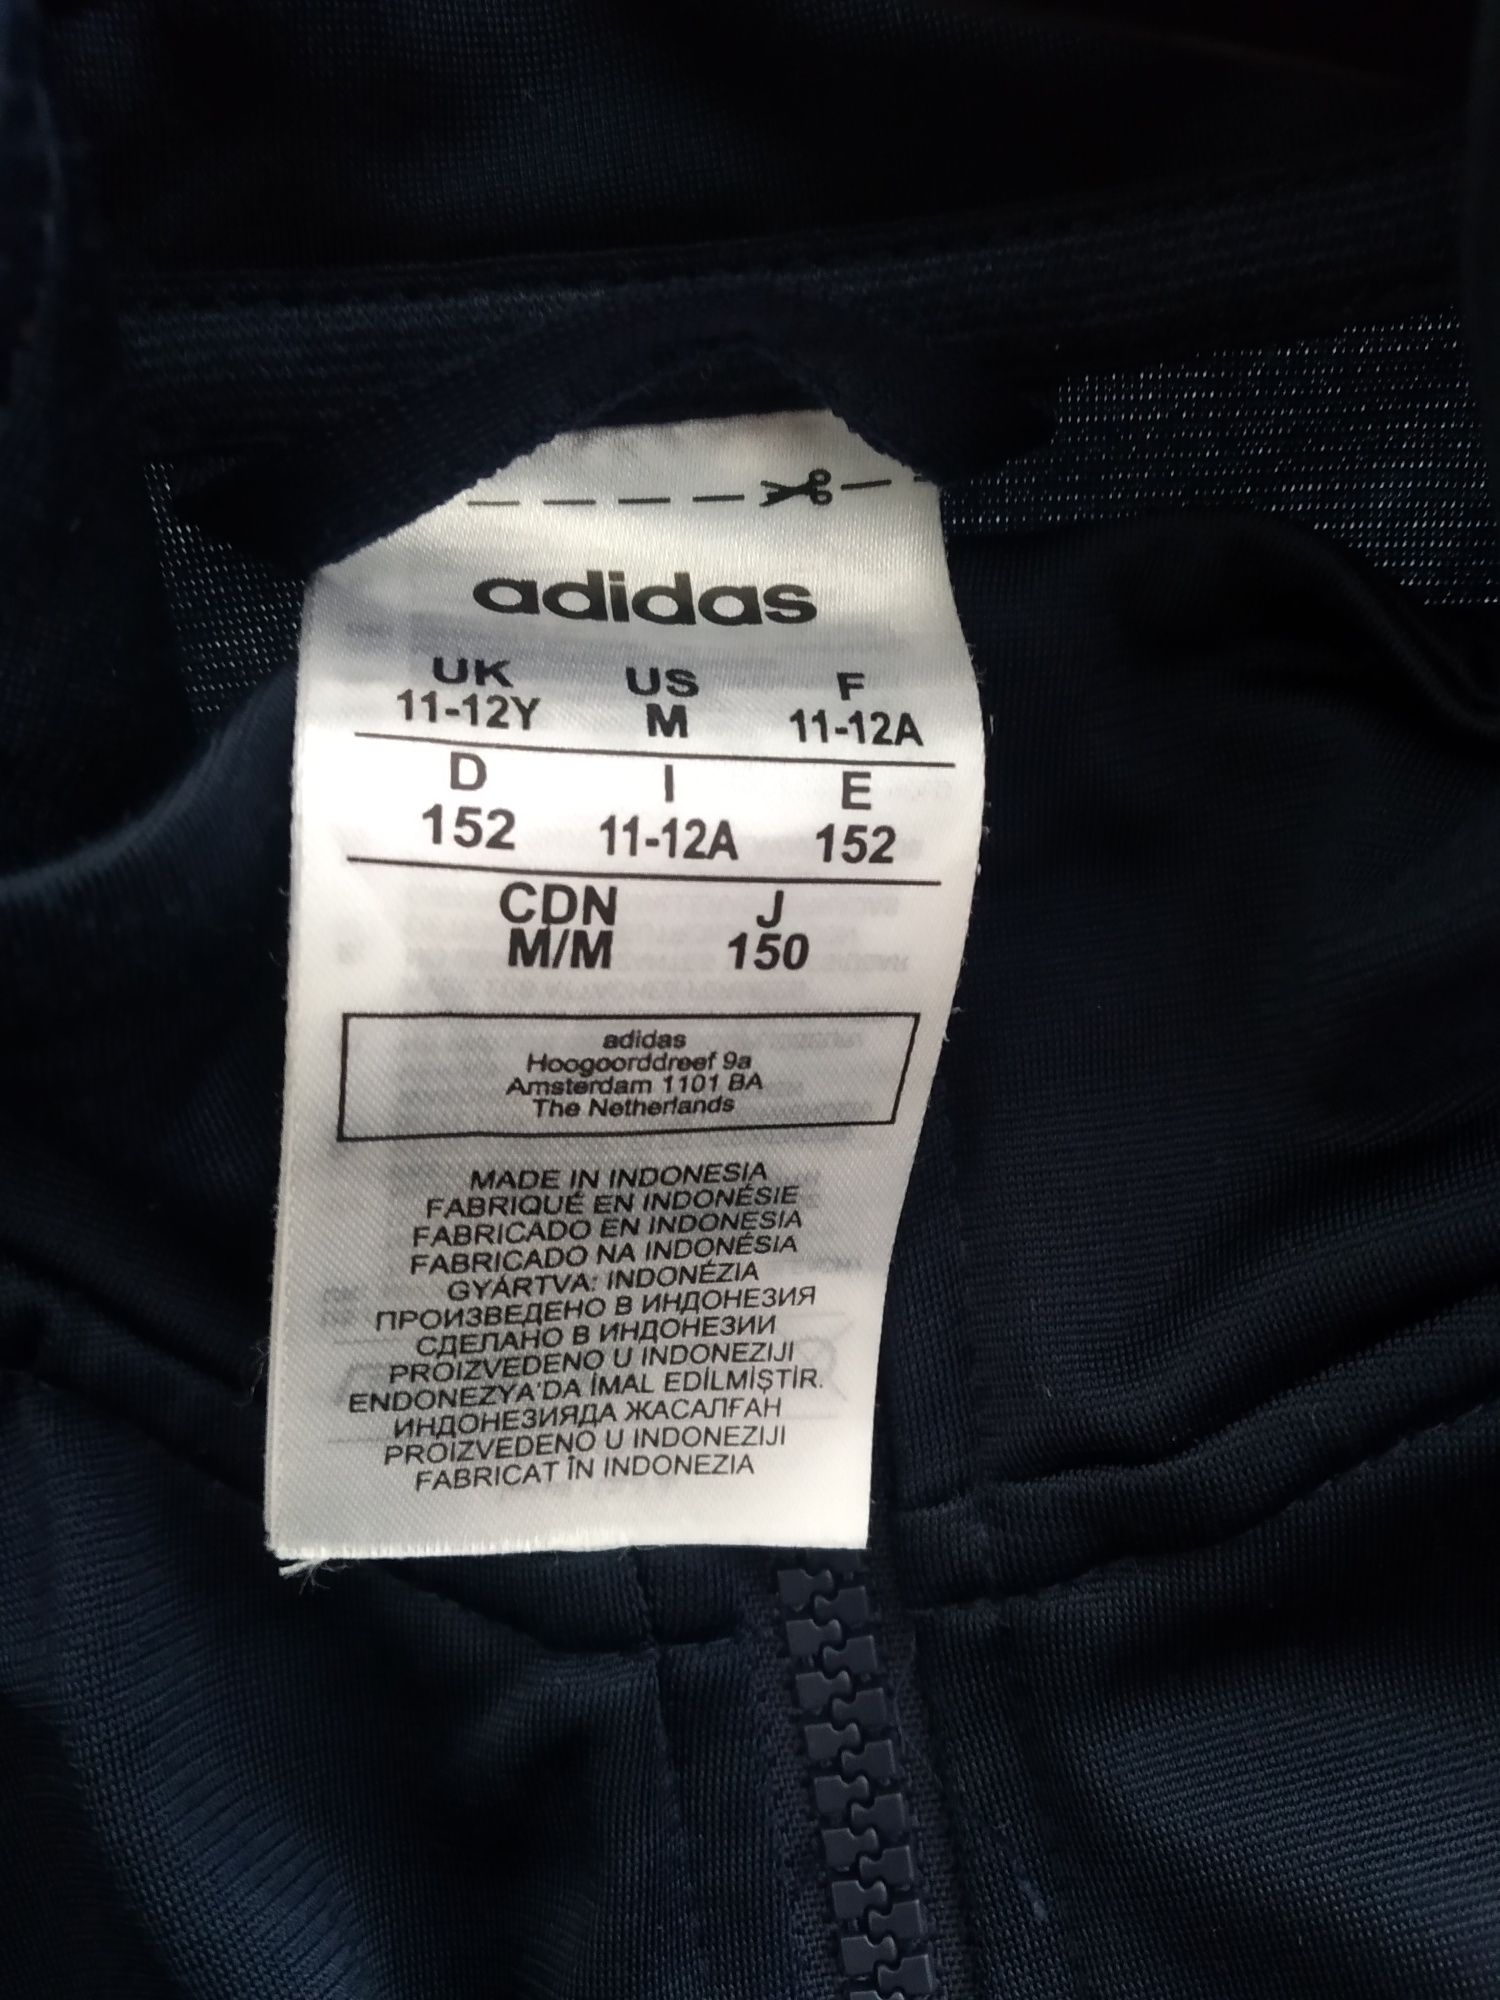 adidas
UK US F
11-12Y M 11-12A
D I E
152 11-12A 152
CDN J
M/M 150
adidas
Hoogoorddreef 9a
Amsterdam 1101 BA
The Netherlands
MADE IN INDONESIA
FABRIQUÉ EN INDONÉSIE
FABRICADO EN INDONESIA
FABRICADO NA INDONÉSIA
GYÁRTVA: INDONÉZIA
ПРОИЗВЕДЕНО В ИНДОНЕЗИЯ
СДЕЛАНО В ИНДОНЕЗИИ
PROIZVEDENO U INDONEZIJI
ENDONEZYA'DA İMAL EDİLMİŞTİR.
ИНДОНЕЗИЯДА ЖАСАЛҒАН
PROIZVEDENO U INDONEZIJI
FABRICAT ÎN INDONEZIA